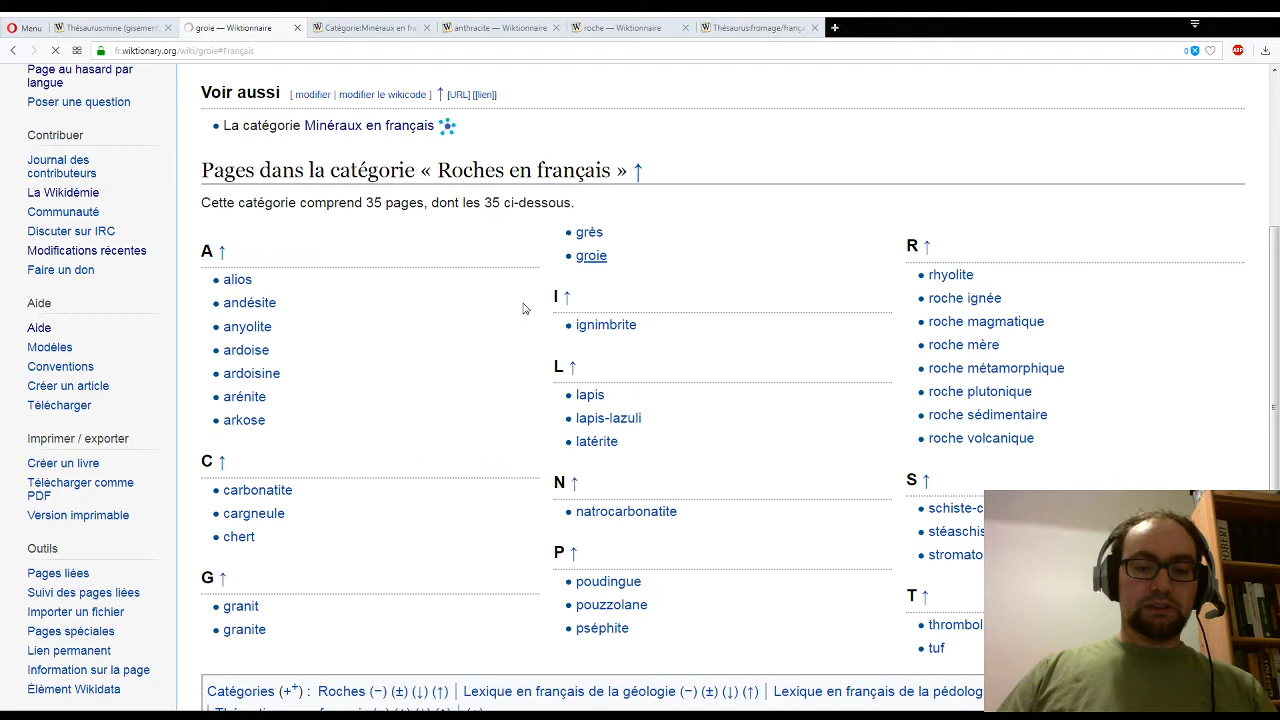 Menu
Thésaurus:mine (gisement
groie — Wiktionnaire
Catégorie:Minéraux en fra
anthracite — Wiktionnaire
roche — Wiktionnaire
Thésaurus:fromage/franç
fr.wiktionary.org/wiki/groie#Français
0
ABP
Page au hasard par
langue
Poser une question
Contribuer
Journal des
contributeurs
La Wikidémie
Communauté
Discuter sur IRC
Modifications récentes
Faire un don
Aide
Aide
Modèles
Conventions
Créer un article
Télécharger
Imprimer / exporter
Créer un livre
Télécharger comme
PDF
Version imprimable
Outils
Pages liées
Suivi des pages liées
Importer un fichier
Pages spéciales
Lien permanent
Information sur la page
Élément Wikidata
Voir aussi [ modifier | modifier le wikicode ] ↑ [URL] [[lien]]
• La catégorie Minéraux en français
Pages dans la catégorie « Roches en français » ↑
Cette catégorie comprend 35 pages, dont les 35 ci-dessous.
A ↑
• alios
• andésite
• anyolite
• ardoise
• ardoisine
• arénite
• arkose
C ↑
• carbonatite
• cargneule
• chert
G ↑
• granit
• granite
• grès
• groie
I ↑
• ignimbrite
L ↑
• lapis
• lapis-lazuli
• latérite
N ↑
• natrocarbonatite
P ↑
• poudingue
• pouzzolane
• pséphite
R ↑
• rhyolite
• roche ignée
• roche magmatique
• roche mère
• roche métamorphique
• roche plutonique
• roche sédimentaire
• roche volcanique
S ↑
• schiste-c
• stéaschis
• stromato
T ↑
• thrombol
• tuf
Catégories (++) : Roches (−) (±) (↓) (↑) | Lexique en français de la géologie (−) (±) (↓) (↑) | Lexique en français de la pédolog